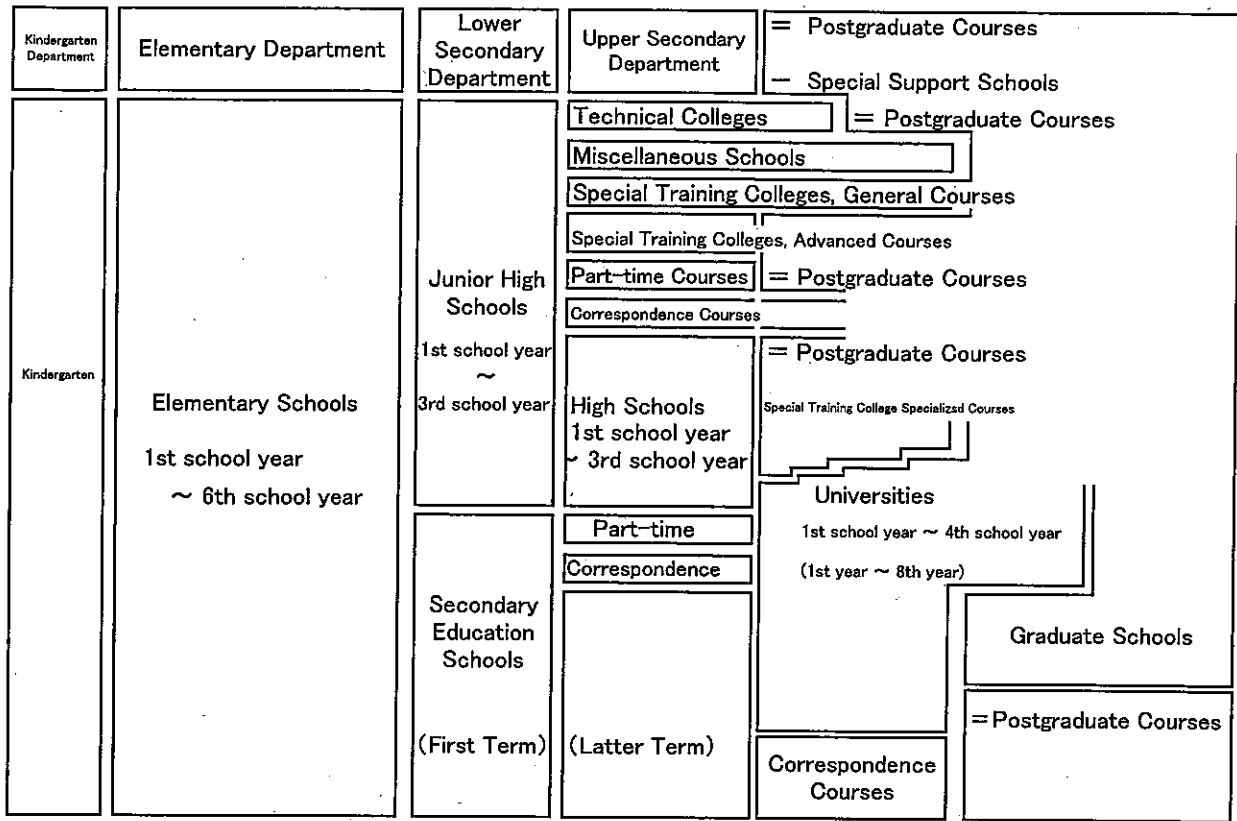 Kindergarten
Department
Elementary Department
Lower
Secondary
Department
Upper Secondary
Department
= Postgraduate Courses
− Special Support Schools
Technical Colleges
= Postgraduate Courses
Miscellaneous Schools
Special Training Colleges, General Courses
Special Training Colleges, Advanced Courses
Part-time Courses
= Postgraduate Courses
Correspondence Courses
= Postgraduate Courses
Special Training College Specializsd Courses
Kindergarten
Elementary Schools
1st school year
~ 6th school year
Junior High
Schools
1st school year
~
3rd school year
High Schools
1st school year
~ 3rd school year
Universities
1st school year ~ 4th school year
(1st year ~ 8th year)
Part-time
Correspondence
Secondary
Education
Schools
(First Term)
(Latter Term)
Graduate Schools
=Postgraduate Courses
Correspondence
Courses